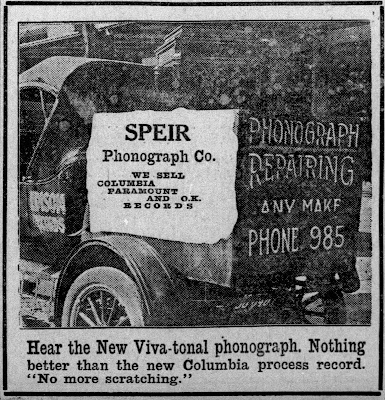 SPEIR
Phonograph Co.
WE SELL
COLUMBIA
PARAMOUNT
AND O.K.
RECORDS
PHONOGRAPH
REPAIRING
ANY MAKE
PHONE 985
Hear the New Viva-tonal phonograph. Nothing
better than the new Columbia process record.
"No more scratching."